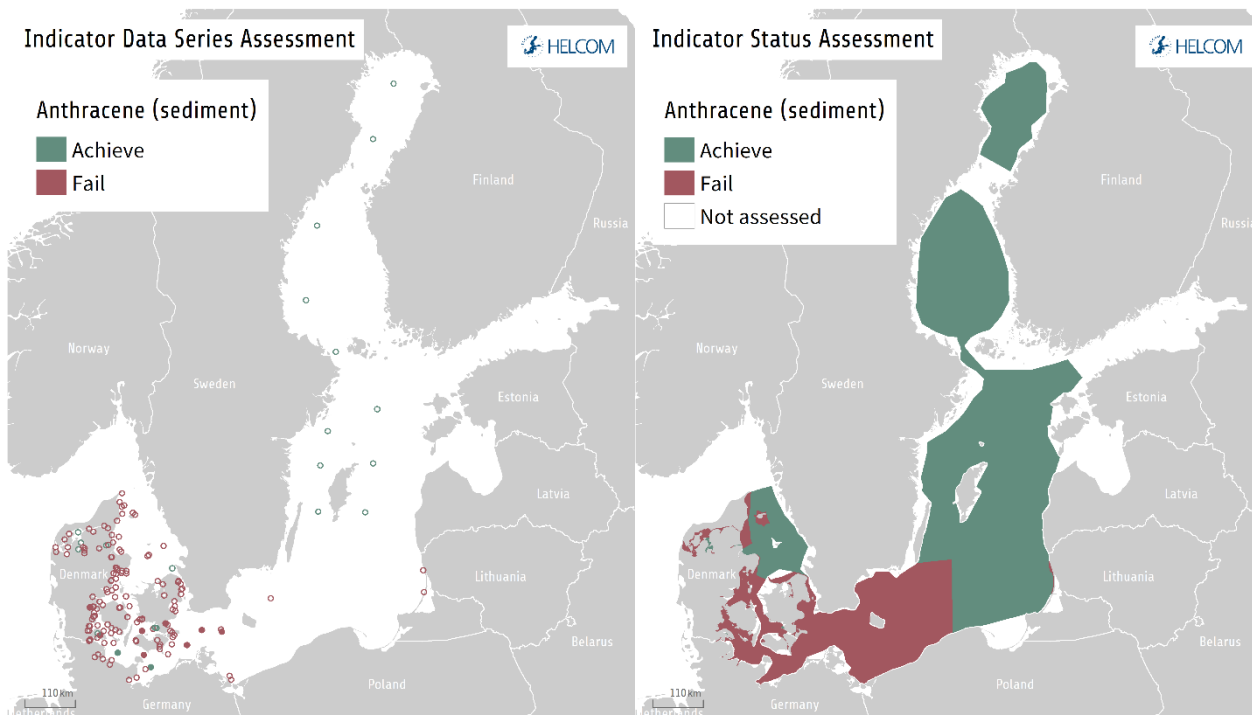 Indicator Data Series Assessment
HELCOM
Anthracene (sediment)
Achieve
Fail
Finland
Russia
Norway
Sweden
Estonia
Latvia
Denmark
Lithuania
Belarus
110Km
Poland
Germany
Netherlands
Indicator Status Assessment
HELCOM
Anthracene (sediment)
Achieve
Fail
Not assessed
Finland
Russia
Norway
Sweden
Estonia
Latvia
Denmark
Lithuania
Belarus
110Km
Poland
Germany
Netherlands